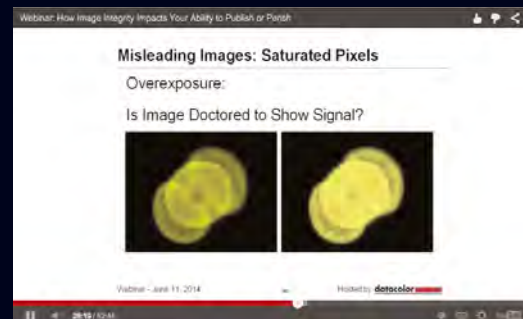 Webinar: How Image Integrity Impacts Your Ability to Publish or Perish
Misleading Images: Saturated Pixels
Overexposure:
Is Image Doctored to Show Signal?
Webinar - June 11, 2014
Hosted by datacolor